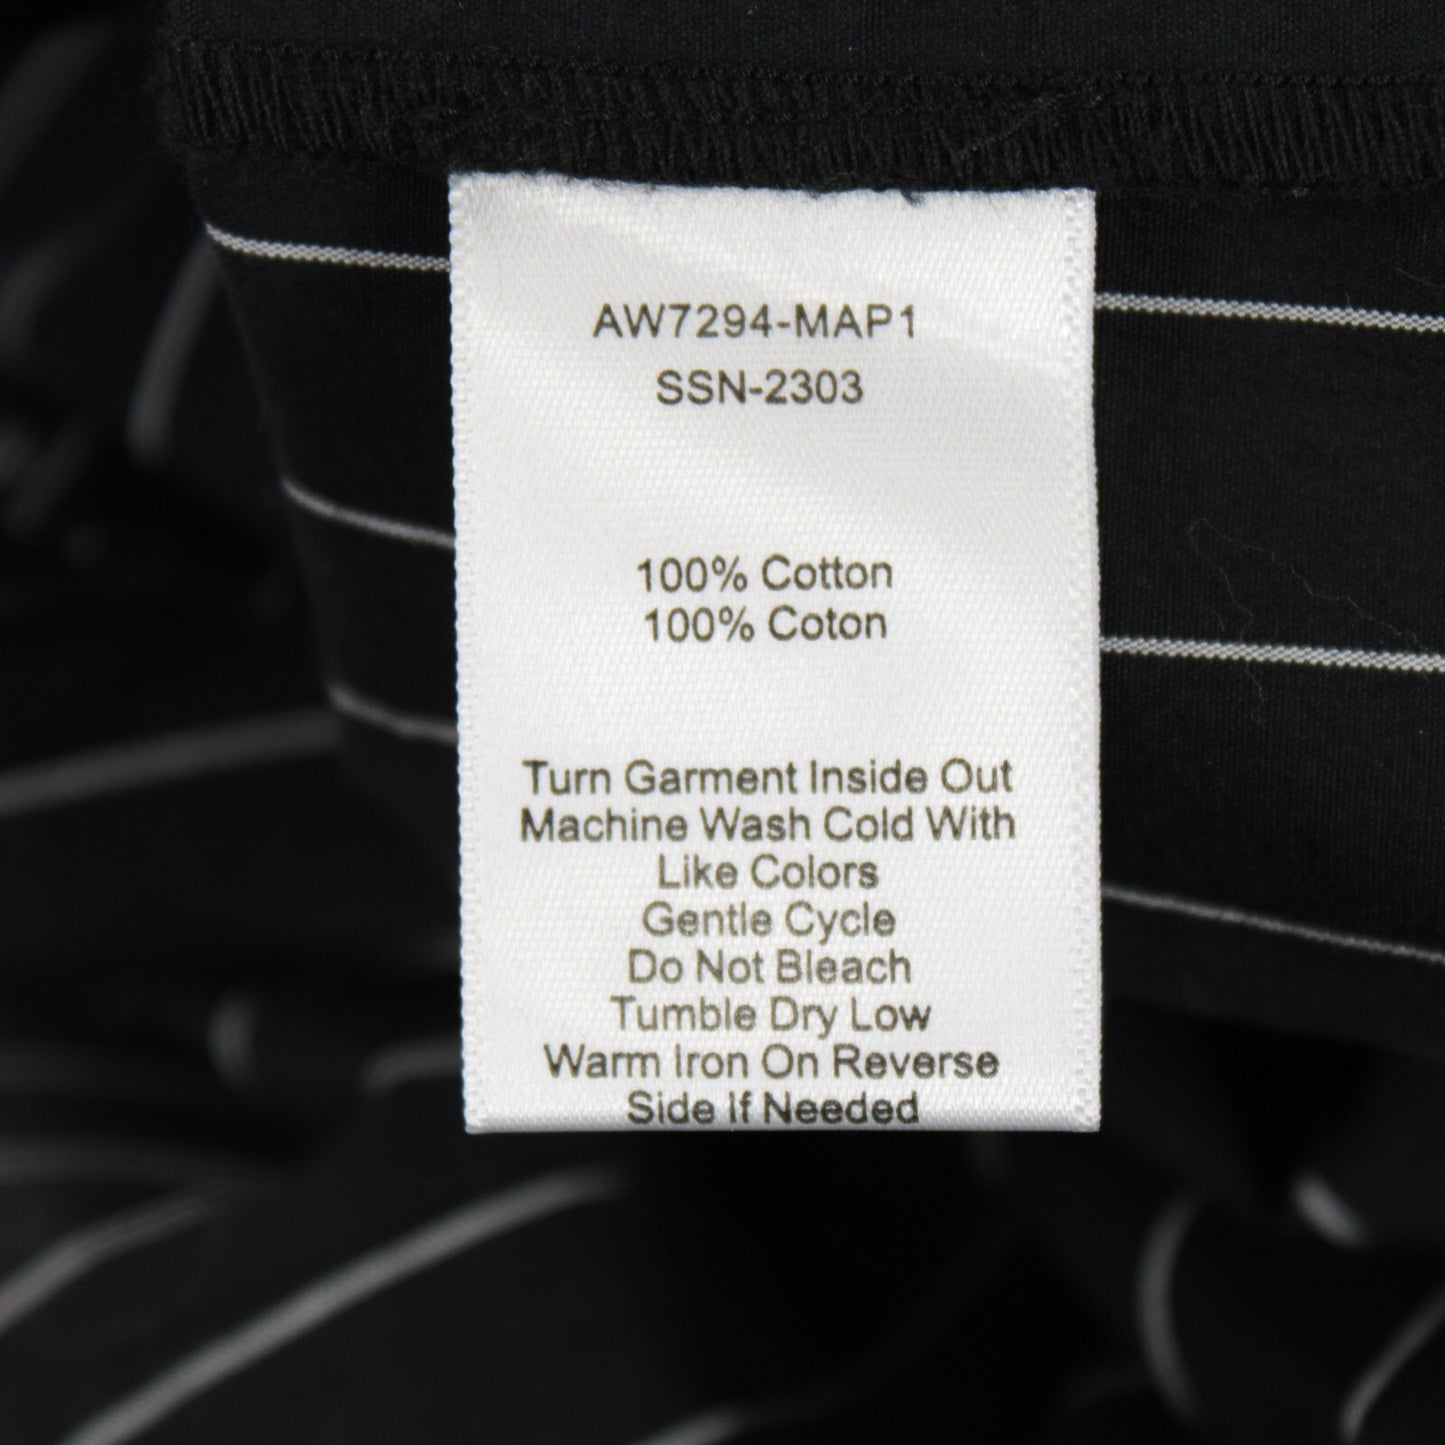 AW7294-MAP1
SSN-2303
100% Cotton
100% Coton
Turn Garment Inside Out
Machine Wash Cold With
Like Colors
Gentle Cycle
Do Not Bleach
Tumble Dry Low
Warm Iron On Reverse
Side If Needed